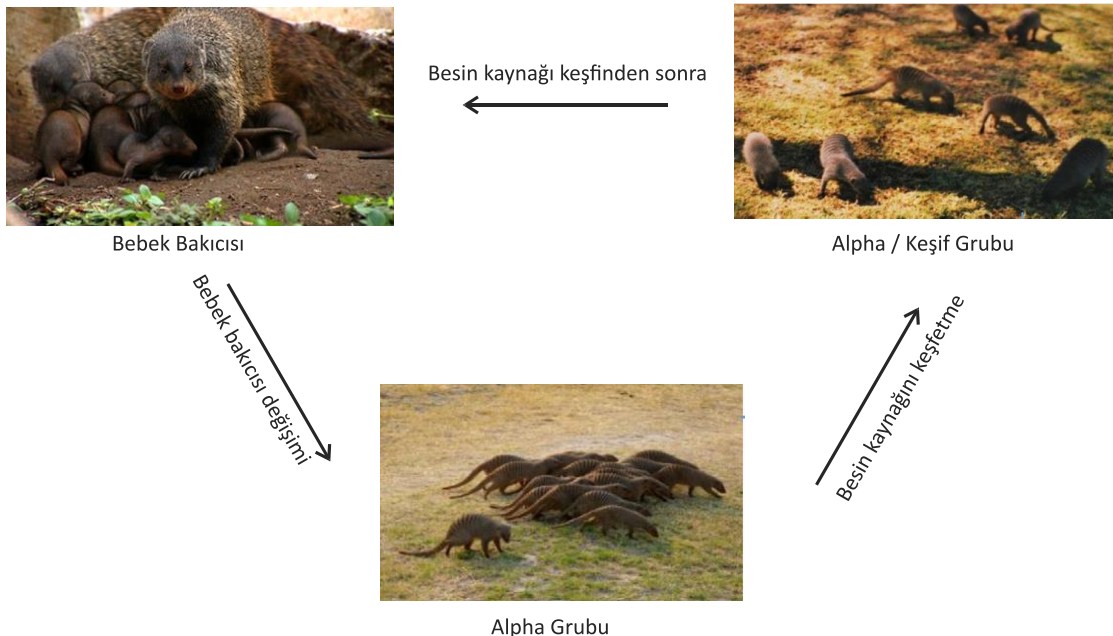 Besin kaynağı keşfinden sonra
Bebek Bakıcısı
Alpha / Keşif Grubu
Bebek bakıcısı değişimi
Besin kaynağını keşfetme
Alpha Grubu